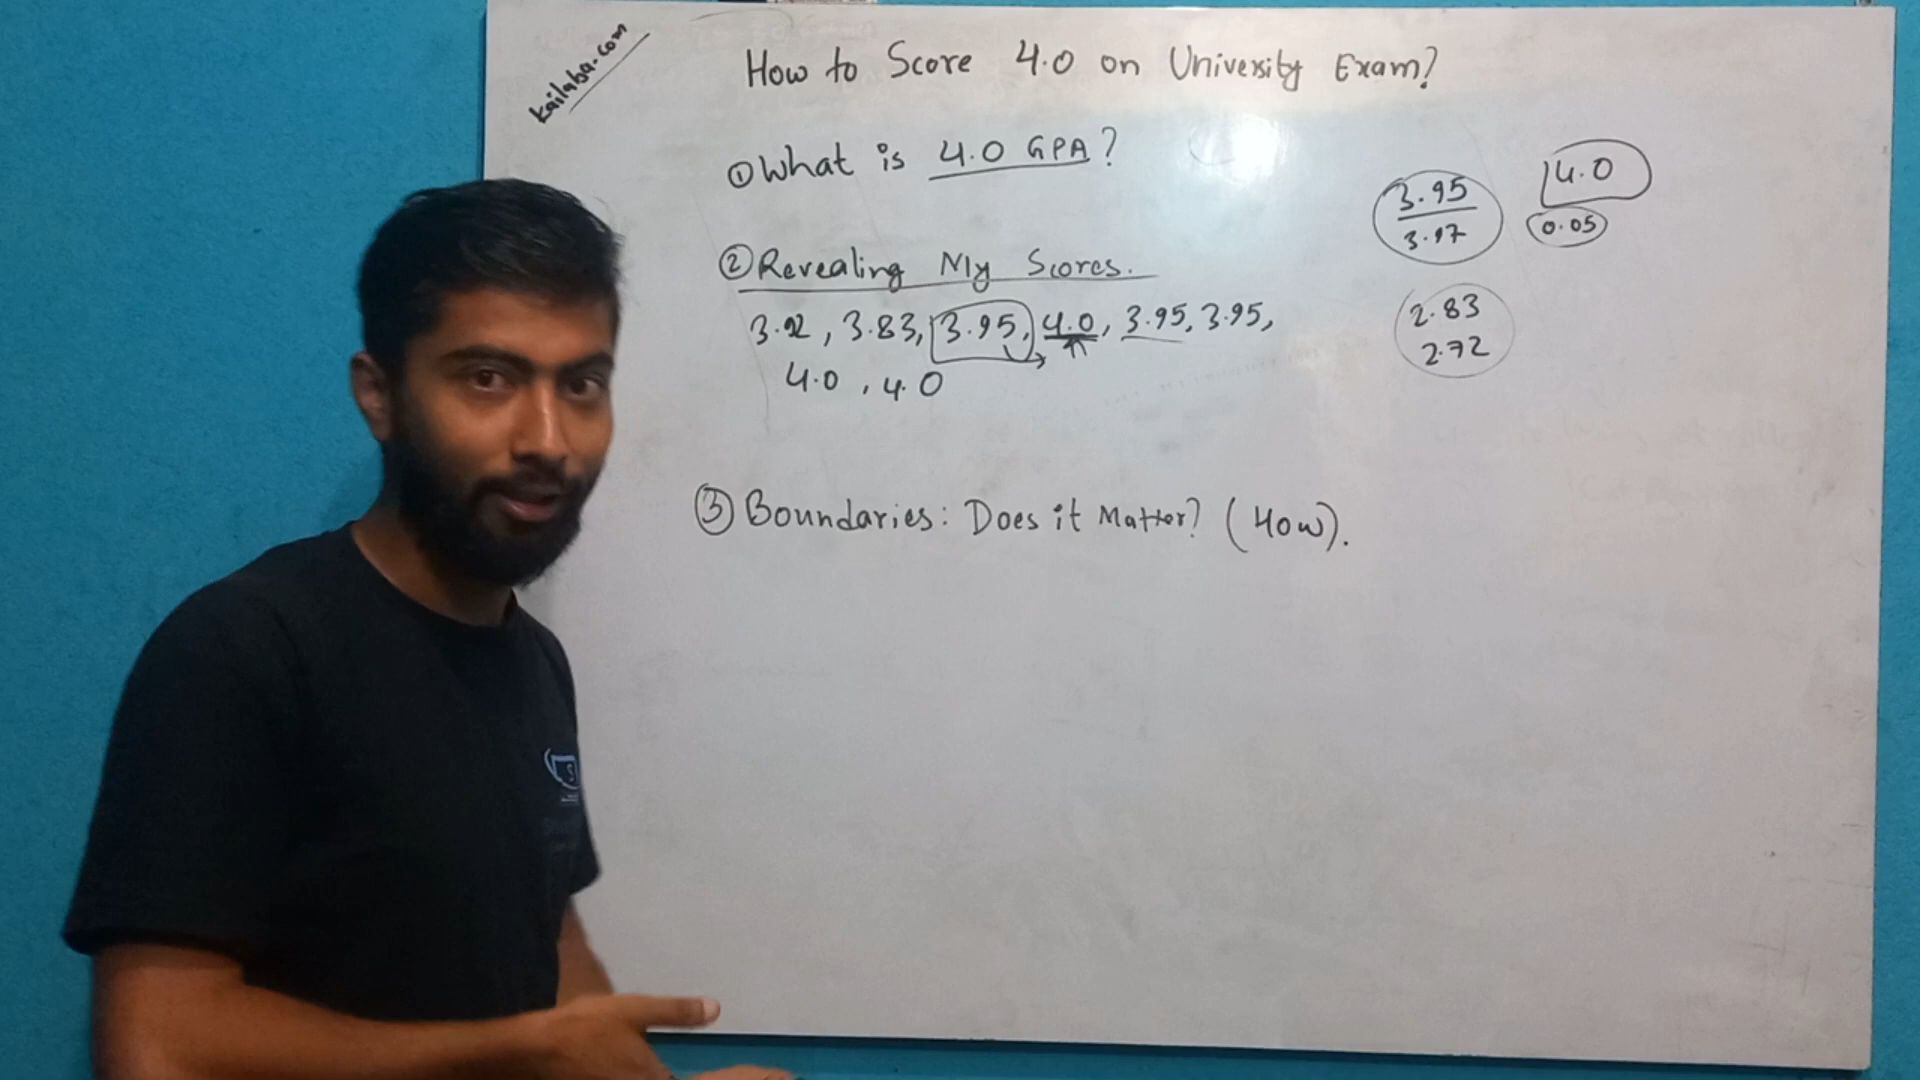 kailaba.com
How to Score 4.0 on University Exam?
① What is 4.0 GPA?
② Revealing My Scores.
3.92, 3.83, 3.95, 4.0, 3.95, 3.95,
4.0, 4.0
③ Boundaries: Does it Matter? (How).
3.95
3.97
4.0
0.05
2.83
2.72